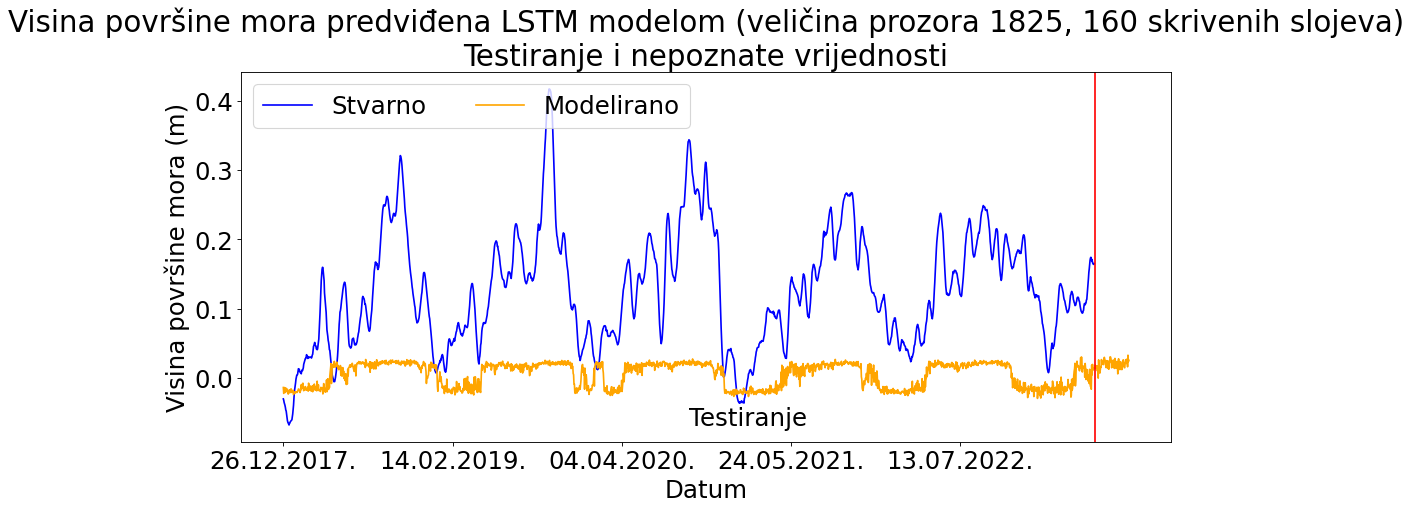 Visina površine mora predviđena LSTM modelom (veličina prozora 1825, 160 skrivenih slojeva)
Testiranje i nepoznate vrijednosti
Stvarno
Modelirano
Visina površine mora (m)
0.4
0.3
0.2
0.1
0.0
Testiranje
26.12.2017.
14.02.2019.
04.04.2020.
24.05.2021.
13.07.2022.
Datum